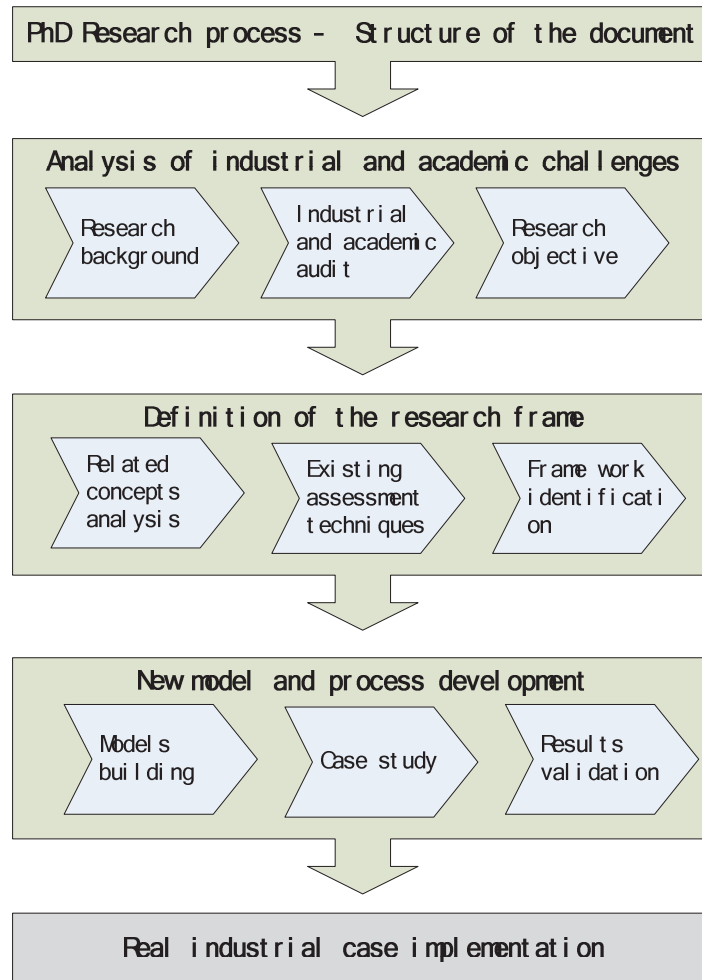 PhD Research process - Structure of the document
Analysis of industrial and academic challenges
Research
background
Industrial
and academic
audit
Research
objective
Definition of the research frame
Related
concepts
analysis
Existing
assessment
techniques
Frame work
identificati
on
New model and process development
Models
building
Case study
Results
validation
Real industrial case implementation